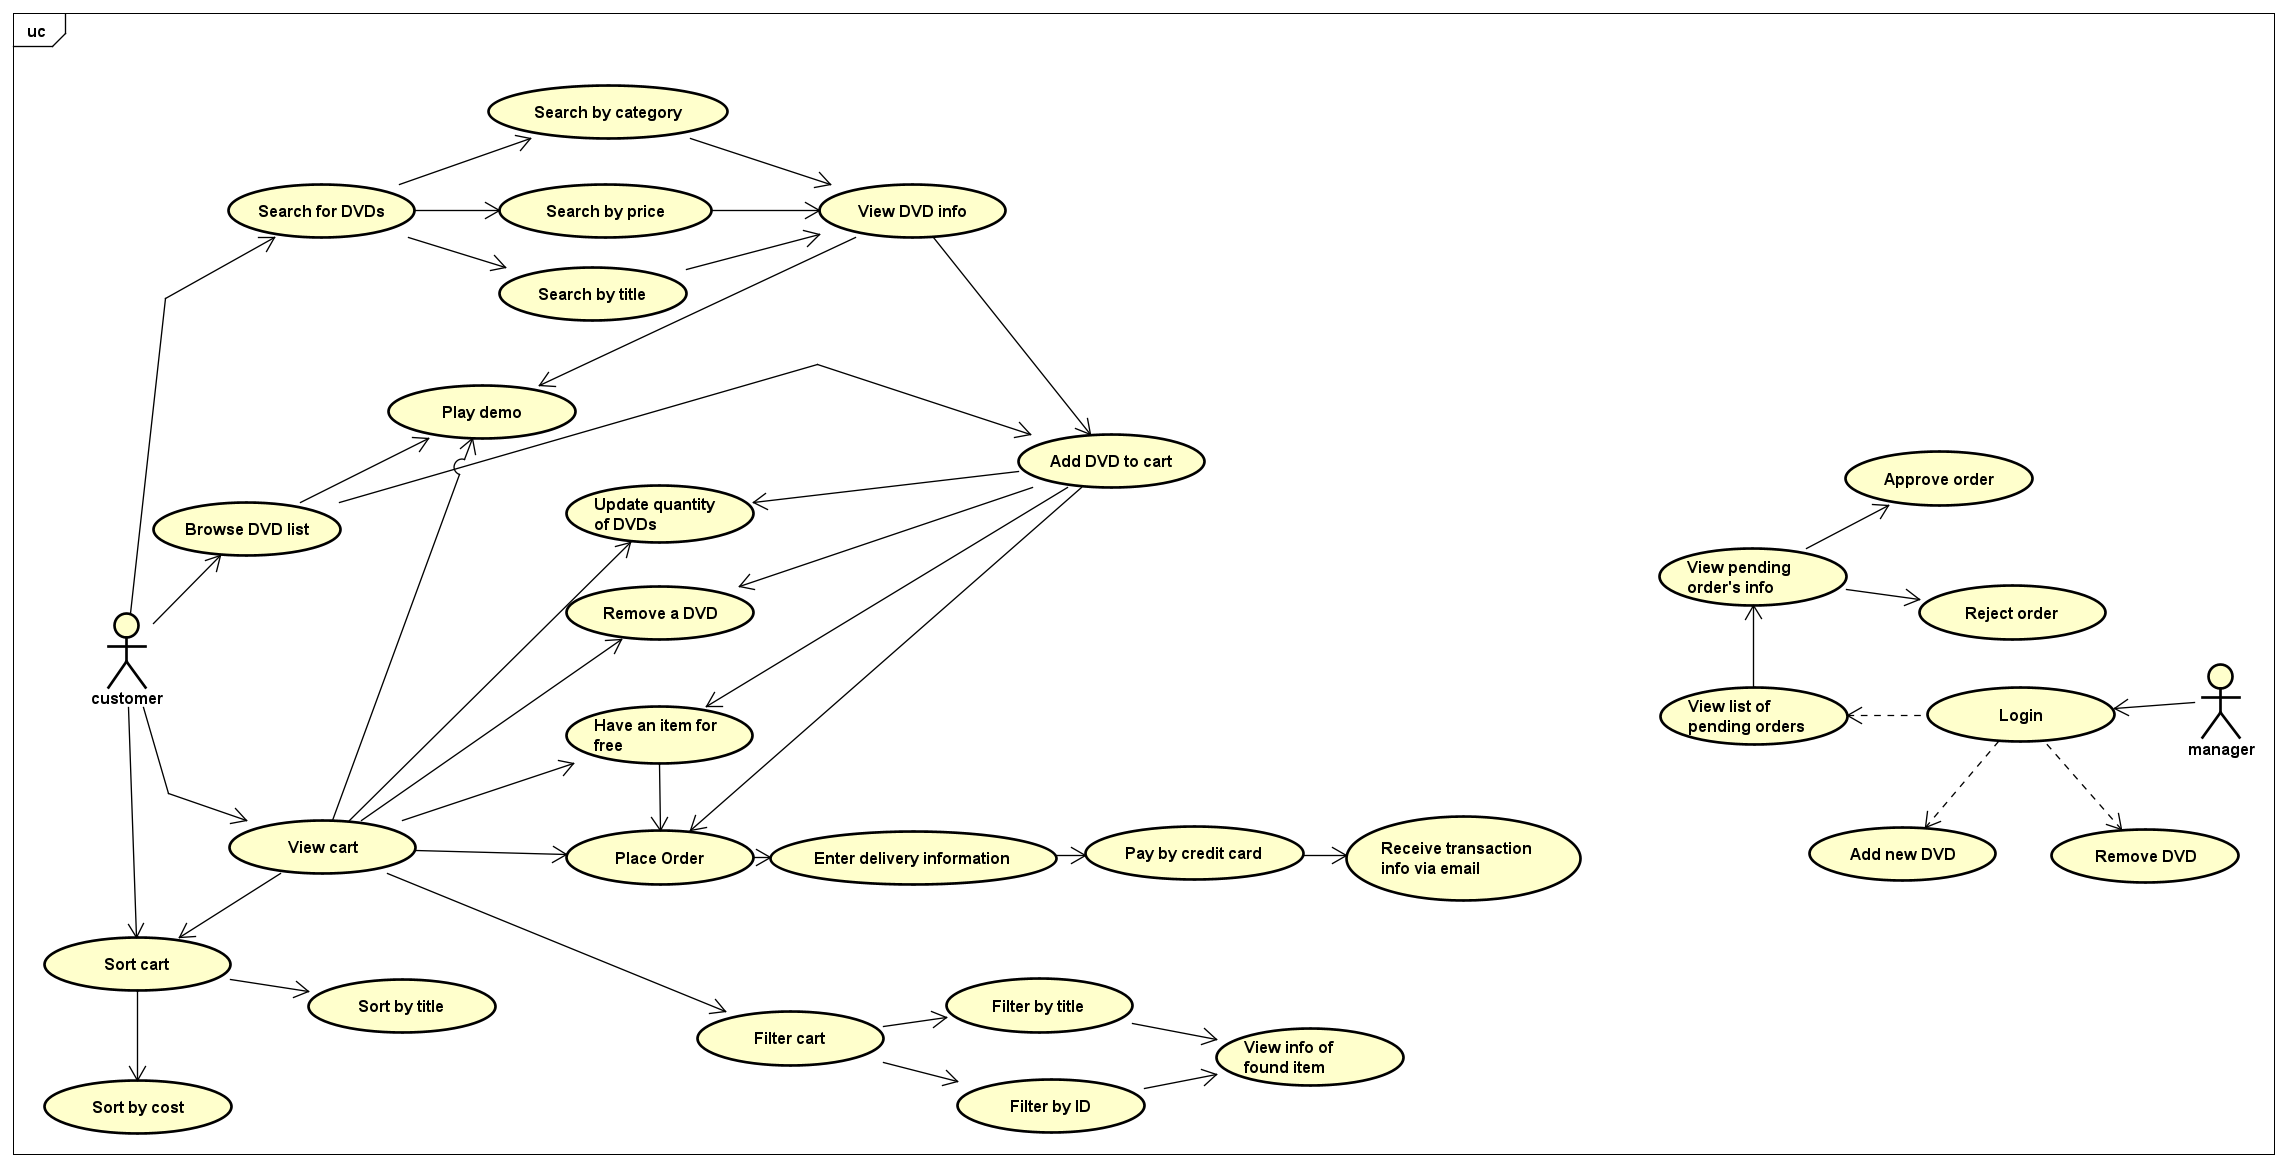 uc
Search by category
Search for DVDs
Search by price
View DVD info
Search by title
Play demo
Add DVD to cart
Update quantity
of DVDs
Browse DVD list
Remove a DVD
customer
Have an item for
free
View cart
Place Order
Enter delivery information
Pay by credit card
Receive transaction
info via email
Sort cart
Sort by title
Sort by cost
Filter cart
Filter by title
Filter by ID
View info of
found item
Approve order
View pending
order's info
Reject order
View list of
pending orders
Login
manager
Add new DVD
Remove DVD